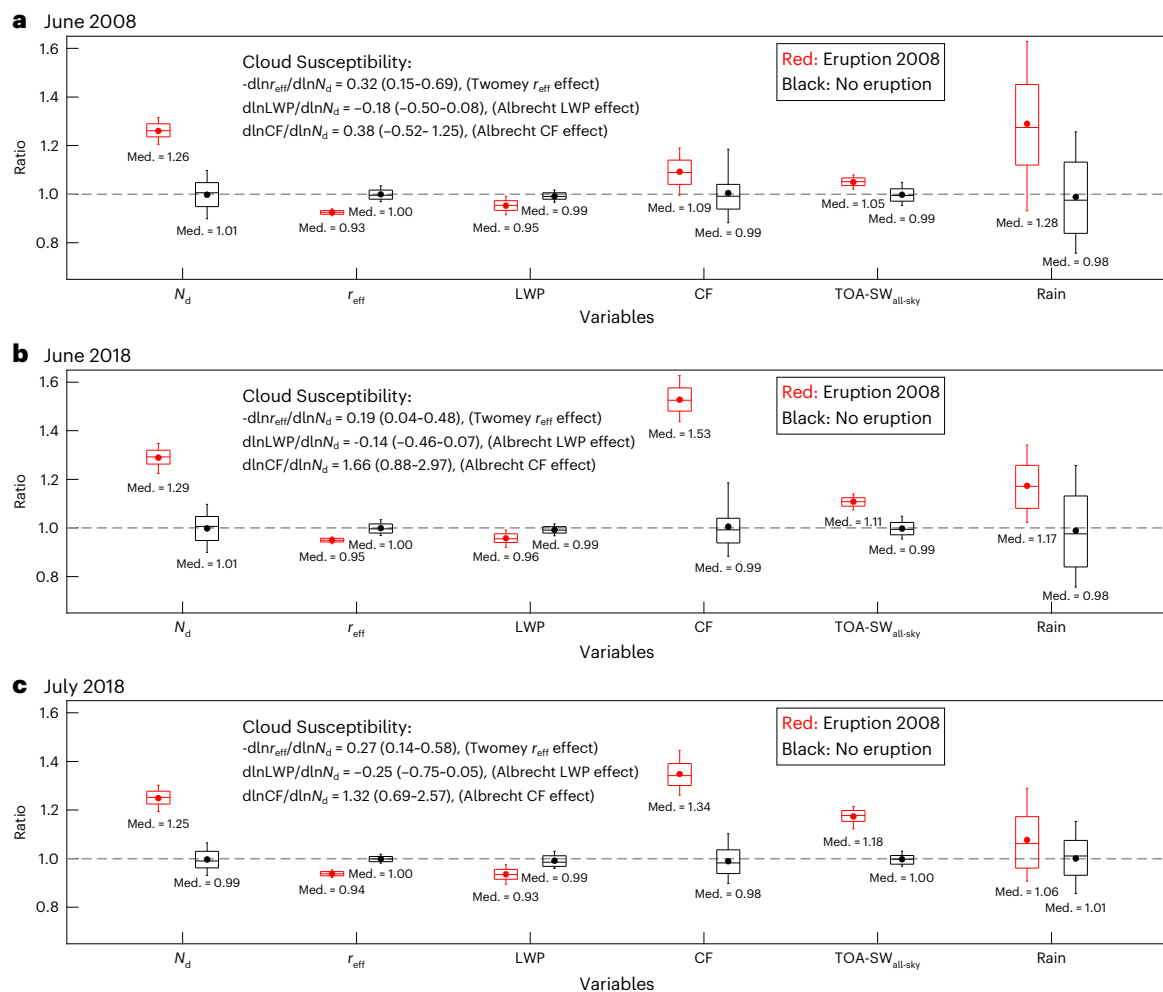 a June 2008
1.6
1.4
1.2
1.0
0.8
Ratio
Cloud Susceptibility:
-dlnreff/dlnNd = 0.32 (0.15~0.69), (Twomey reff effect)
dlnLWP/dlnNd = −0.18 (−0.50~0.08), (Albrecht LWP effect)
dlnCF/dlnNd = 0.38 (−0.52~ 1.25), (Albrecht CF effect)
Red: Eruption 2008
Black: No eruption
Med. = 1.26
Med. = 1.01
Med. = 0.93
Med. = 1.00
Med. = 0.95
Med. = 0.99
Med. = 1.09
Med. = 0.99
Med. = 1.05
Med. = 0.99
Med. = 1.28
Med. = 0.98
Nd reff LWP CF TOA-SWall-sky Rain
Variables
b June 2018
1.6
1.4
1.2
1.0
0.8
Ratio
Cloud Susceptibility:
-dlnreff/dlnNd = 0.19 (0.04~0.48), (Twomey reff effect)
dlnLWP/dlnNd = -0.14 (−0.46~0.07), (Albrecht LWP effect)
dlnCF/dlnNd = 1.66 (0.88~2.97), (Albrecht CF effect)
Red: Eruption 2008
Black: No eruption
Med. = 1.29
Med. = 1.01
Med. = 0.95
Med. = 1.00
Med. = 0.96
Med. = 0.99
Med. = 1.53
Med. = 0.99
Med. = 1.11
Med. = 0.99
Med. = 1.17
Med. = 0.98
Nd reff LWP CF TOA-SWall-sky Rain
Variables
c July 2018
1.6
1.4
1.2
1.0
0.8
Ratio
Cloud Susceptibility:
-dlnreff/dlnNd = 0.27 (0.14~0.58), (Twomey reff effect)
dlnLWP/dlnNd = −0.25 (−0.75~0.05), (Albrecht LWP effect)
dlnCF/dlnNd = 1.32 (0.69~2.57), (Albrecht CF effect)
Red: Eruption 2008
Black: No eruption
Med. = 1.25
Med. = 0.99
Med. = 0.94
Med. = 1.00
Med. = 0.93
Med. = 0.99
Med. = 1.34
Med. = 0.98
Med. = 1.18
Med. = 1.00
Med. = 1.06
Med. = 1.01
Nd reff LWP CF TOA-SWall-sky Rain
Variables